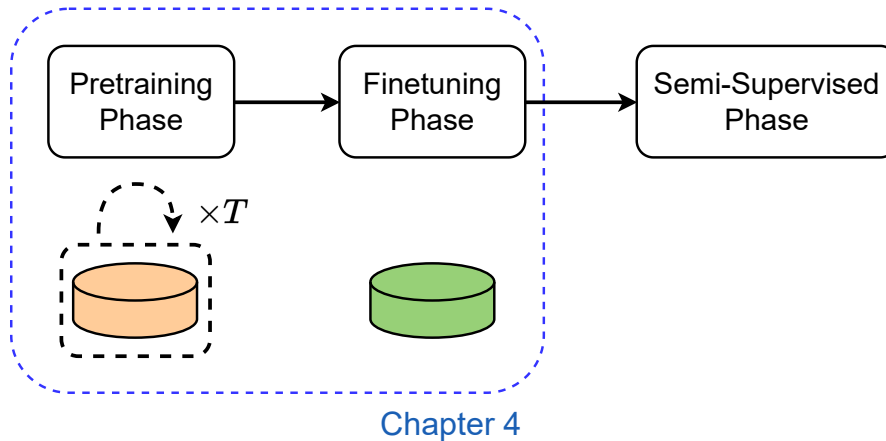 Pretraining
Phase
Finetuning
Phase
Semi-Supervised
Phase
×T
Chapter 4